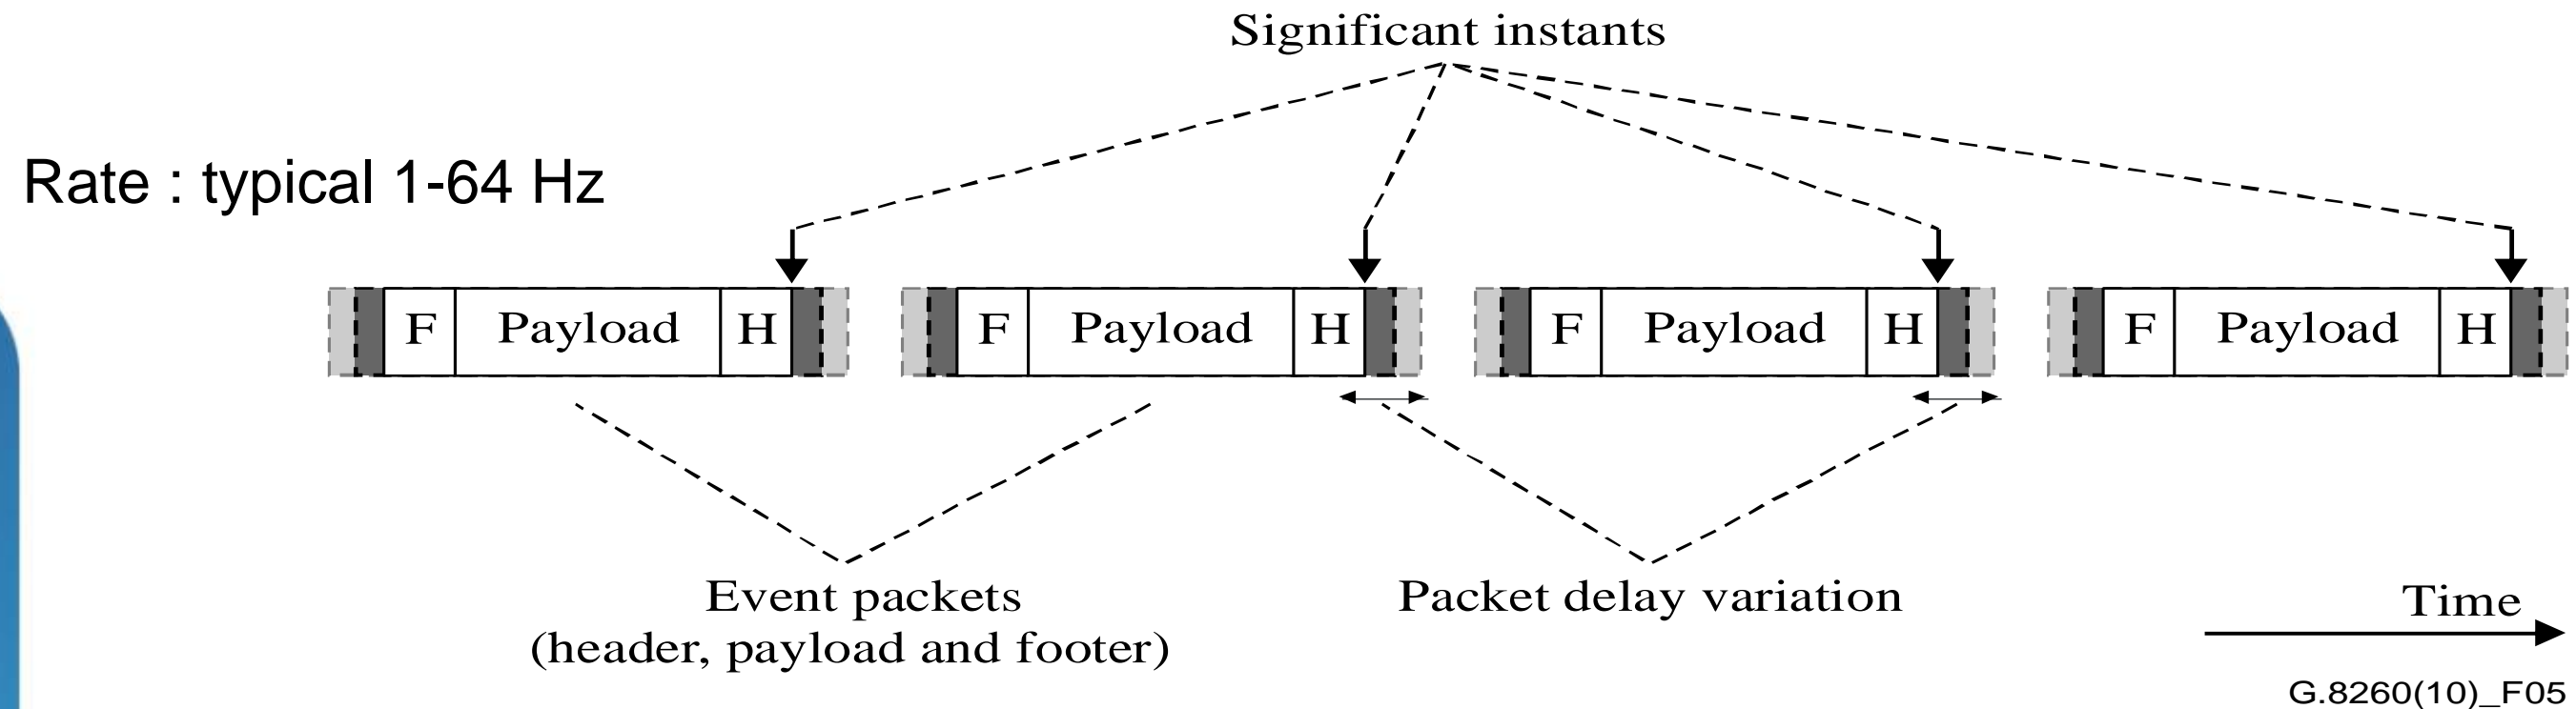 Significant instants
Rate : typical 1-64 Hz
F Payload H F Payload H F Payload H F Payload H
Event packets
(header, payload and footer)
Packet delay variation
Time
G.8260(10)_F05